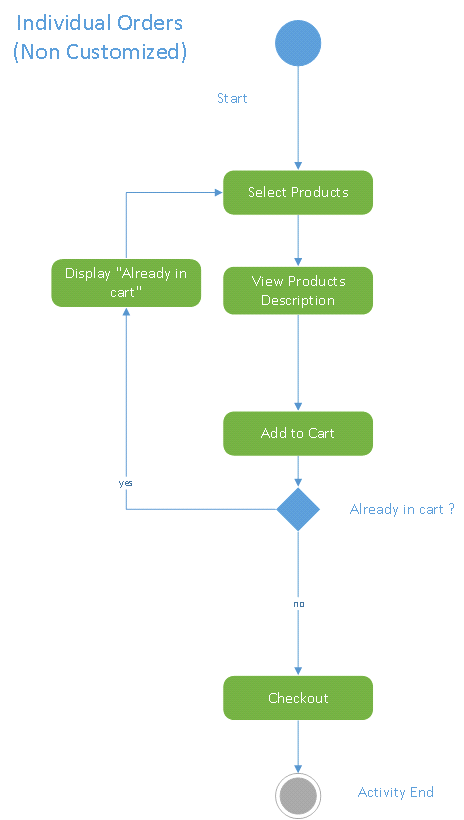 Individual Orders
(Non Customized)
Start
Select Products
Display "Already in
cart"
View Products
Description
Add to Cart
yes
Already in cart ?
no
Checkout
Activity End